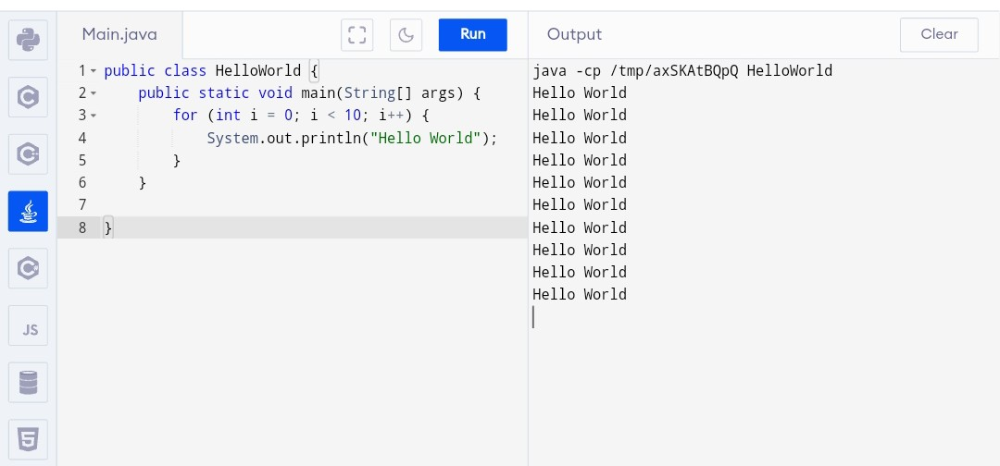 Main.java
Run
1 public class HelloWorld {
2     public static void main(String[] args) {
3         for (int i = 0; i < 10; i++) {
4             System.out.println("Hello World");
5         }
6     }
7
8 }
Output
Clear
java -cp /tmp/axSKAtBQpQ HelloWorld
Hello World
Hello World
Hello World
Hello World
Hello World
Hello World
Hello World
Hello World
Hello World
Hello World
C
C
C
JS
5